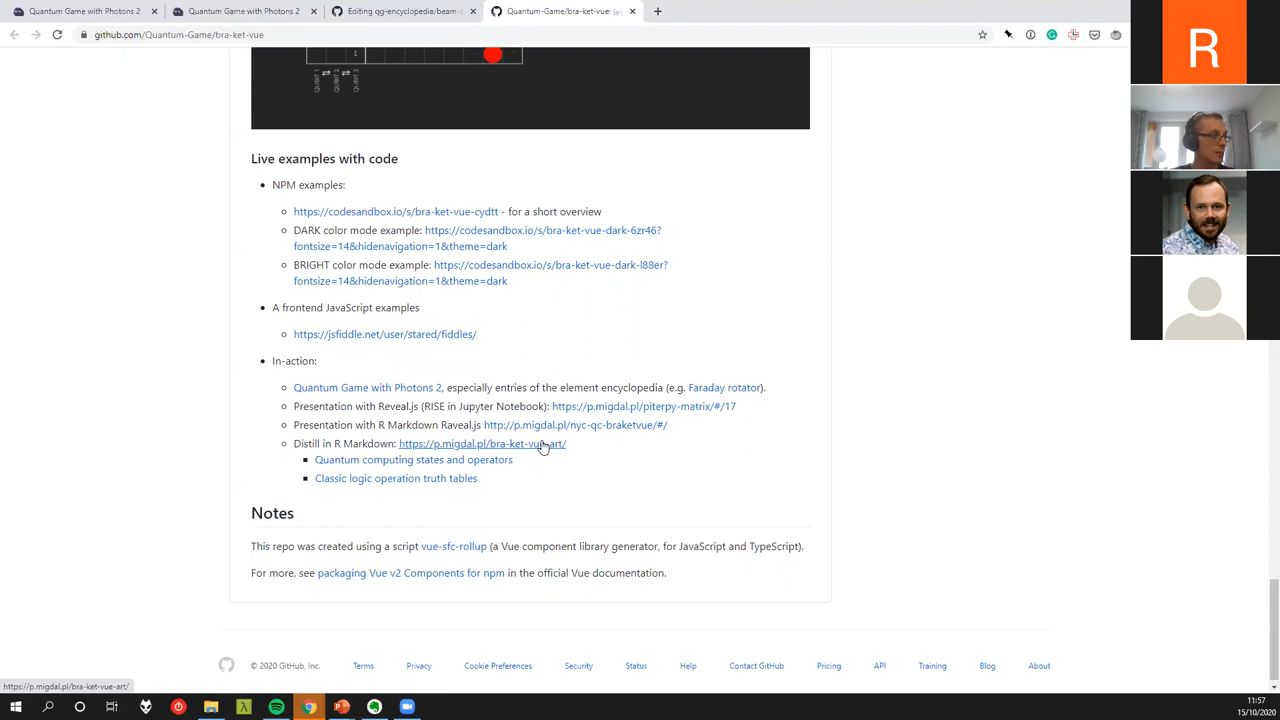 Quantum Game with Photons 2
Quantum Game with Photons 2
Editing qg-encyclopedia/beam-s
Quantum-Game/bra-ket-vue:
github.com/Quantum-Game/bra-ket-vue
R
i
QUBIT 1 QUBIT 2 QUBIT 3
Live examples with code
NPM examples:
https://codesandbox.io/s/bra-ket-vue-cydtt - for a short overview
DARK color mode example: https://codesandbox.io/s/bra-ket-vue-dark-6zr46?
fontsize=14&hidenavigation=1&theme=dark
BRIGHT color mode example: https://codesandbox.io/s/bra-ket-vue-dark-l88er?
fontsize=14&hidenavigation=1&theme=dark
A frontend JavaScript examples
https://jsfiddle.net/user/stared/fiddles/
In-action:
Quantum Game with Photons 2, especially entries of the element encyclopedia (e.g. Faraday rotator).
Presentation with Reveal.js (RISE in Jupyter Notebook): https://p.migdal.pl/piterpy-matrix/#/17
Presentation with R Markdown Raveal.js http://p.migdal.pl/nyc-qc-braketvue/#/
Distill in R Markdown: https://p.migdal.pl/bra-ket-vue-art/
Quantum computing states and operators
Classic logic operation truth tables
Notes
This repo was created using a script vue-sfc-rollup (a Vue component library generator, for JavaScript and TypeScript).
For more, see packaging Vue v2 Components for npm in the official Vue documentation.
© 2020 GitHub, Inc. Terms Privacy Cookie Preferences Security Status Help Contact GitHub Pricing API Training Blog About
https://p.migdal.pl/bra-ket-vue-art/
11:57
15/10/2020